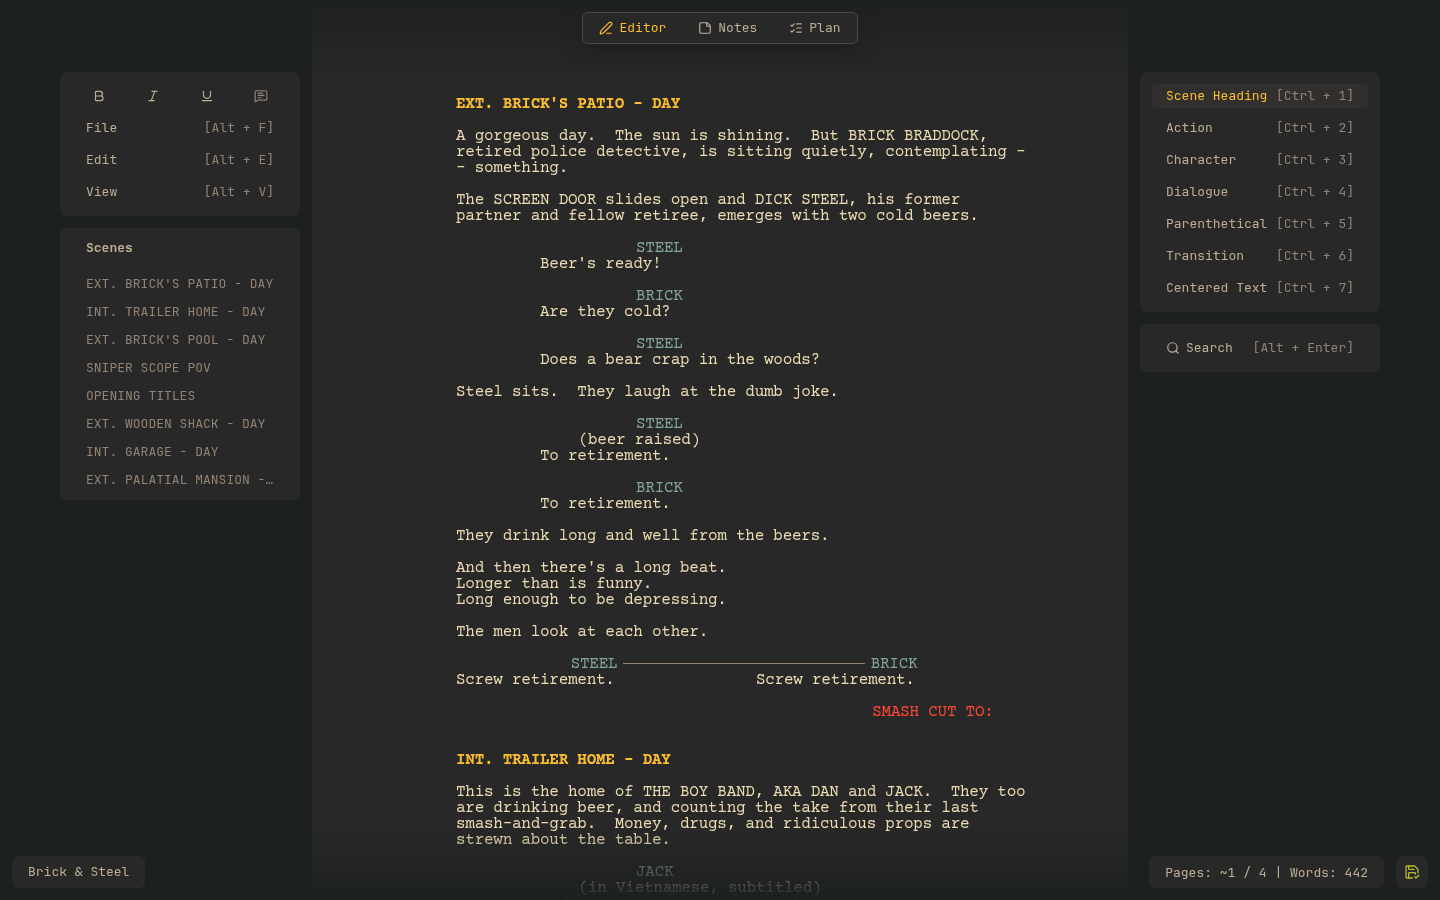 Editor
Notes
Plan
B I U
File [Alt + F]
Edit [Alt + E]
View [Alt + V]
Scenes
EXT. BRICK'S PATIO - DAY
INT. TRAILER HOME - DAY
EXT. BRICK'S POOL - DAY
SNIPER SCOPE POV
OPENING TITLES
EXT. WOODEN SHACK - DAY
INT. GARAGE - DAY
EXT. PALATIAL MANSION -…
EXT. BRICK'S PATIO - DAY
A gorgeous day.  The sun is shining.  But BRICK BRADDOCK,
retired police detective, is sitting quietly, contemplating -
- something.
The SCREEN DOOR slides open and DICK STEEL, his former
partner and fellow retiree, emerges with two cold beers.
STEEL
Beer's ready!
BRICK
Are they cold?
STEEL
Does a bear crap in the woods?
Steel sits.  They laugh at the dumb joke.
STEEL
(beer raised)
To retirement.
BRICK
To retirement.
They drink long and well from the beers.
And then there's a long beat.
Longer than is funny.
Long enough to be depressing.
The men look at each other.
STEEL
Screw retirement.
BRICK
Screw retirement.
SMASH CUT TO:
INT. TRAILER HOME - DAY
This is the home of THE BOY BAND, AKA DAN and JACK.  They too
are drinking beer, and counting the take from their last
smash-and-grab.  Money, drugs, and ridiculous props are
strewn about the table.
JACK
(in Vietnamese, subtitled)
Scene Heading [Ctrl + 1]
Action [Ctrl + 2]
Character [Ctrl + 3]
Dialogue [Ctrl + 4]
Parenthetical [Ctrl + 5]
Transition [Ctrl + 6]
Centered Text [Ctrl + 7]
Search [Alt + Enter]
Brick & Steel
Pages: ~1 / 4 | Words: 442